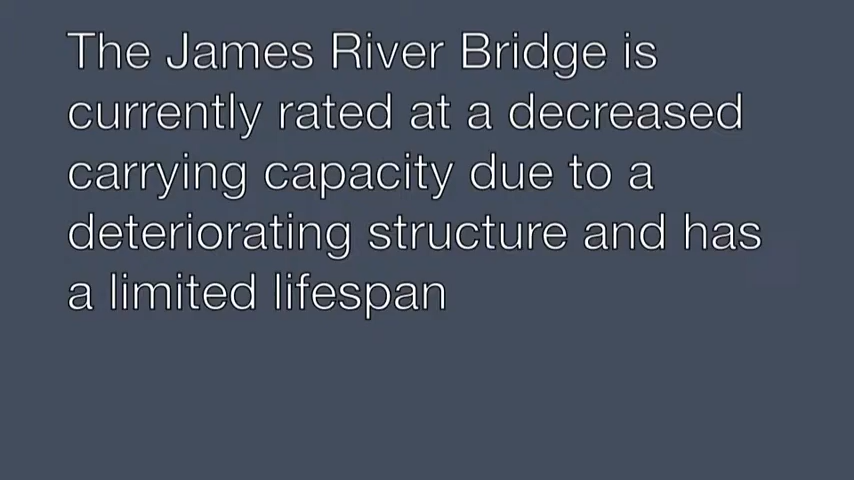 The James River Bridge is
currently rated at a decreased
carrying capacity due to a
deteriorating structure and has
a limited lifespan